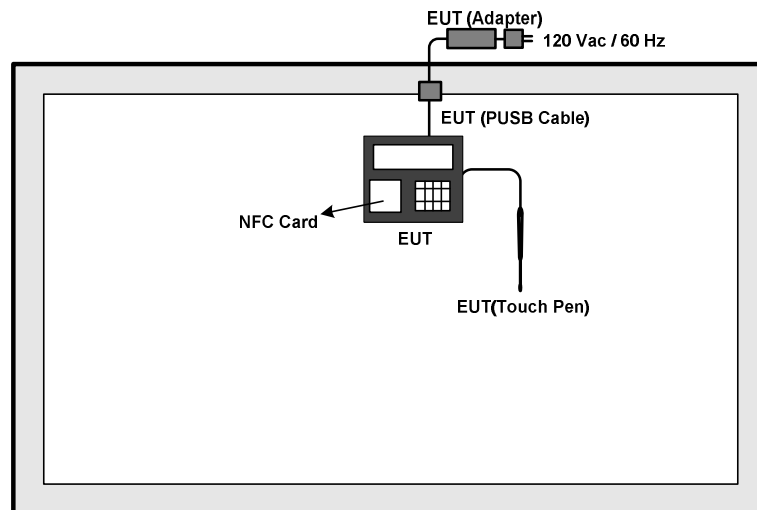 EUT (Adapter)
120 Vac / 60 Hz
EUT (PUSB Cable)
NFC Card
EUT
EUT(Touch Pen)